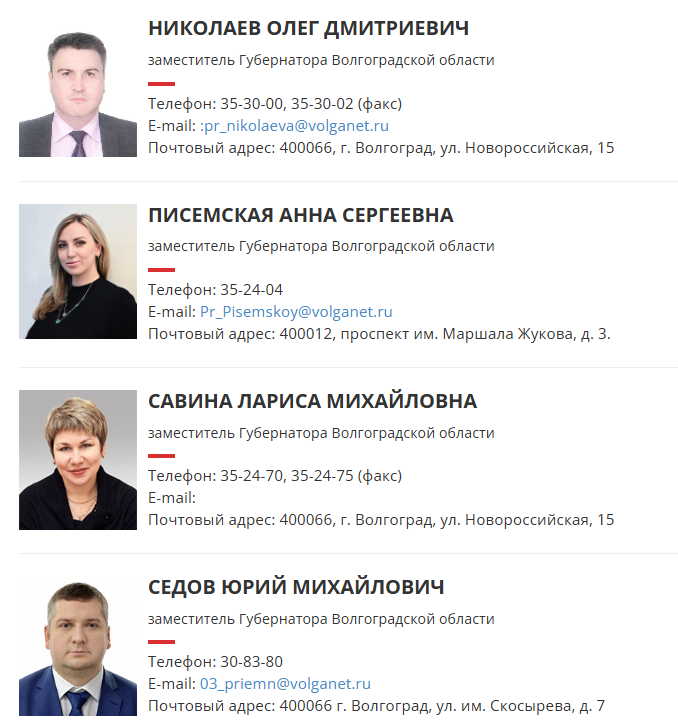 НИКОЛАЕВ ОЛЕГ ДМИТРИЕВИЧ
заместитель Губернатора Волгоградской области
Телефон: 35-30-00, 35-30-02 (факс)
E-mail: :pr_nikolaeva@volganet.ru
Почтовый адрес: 400066, г. Волгоград, ул. Новороссийская, 15
ПИСЕМСКАЯ АННА СЕРГЕЕВНА
заместитель Губернатора Волгоградской области
Телефон: 35-24-04
E-mail: Pr_Pisemskoy@volganet.ru
Почтовый адрес: 400012, проспект им. Маршала Жукова, д. 3.
САВИНА ЛАРИСА МИХАЙЛОВНА
заместитель Губернатора Волгоградской области
Телефон: 35-24-70, 35-24-75 (факс)
E-mail:
Почтовый адрес: 400066, г. Волгоград, ул. Новороссийская, 15
СЕДОВ ЮРИЙ МИХАЙЛОВИЧ
заместитель Губернатора Волгоградской области
Телефон: 30-83-80
E-mail: 03_priemn@volganet.ru
Почтовый адрес: 400066 г. Волгоград, ул. им. Скосырева, д. 7